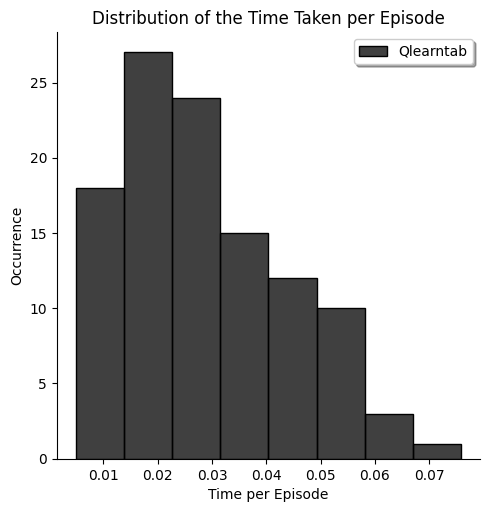 Distribution of the Time Taken per Episode
Qlearntab
Occurrence
25
20
15
10
5
0
0.01 0.02 0.03 0.04 0.05 0.06 0.07
Time per Episode